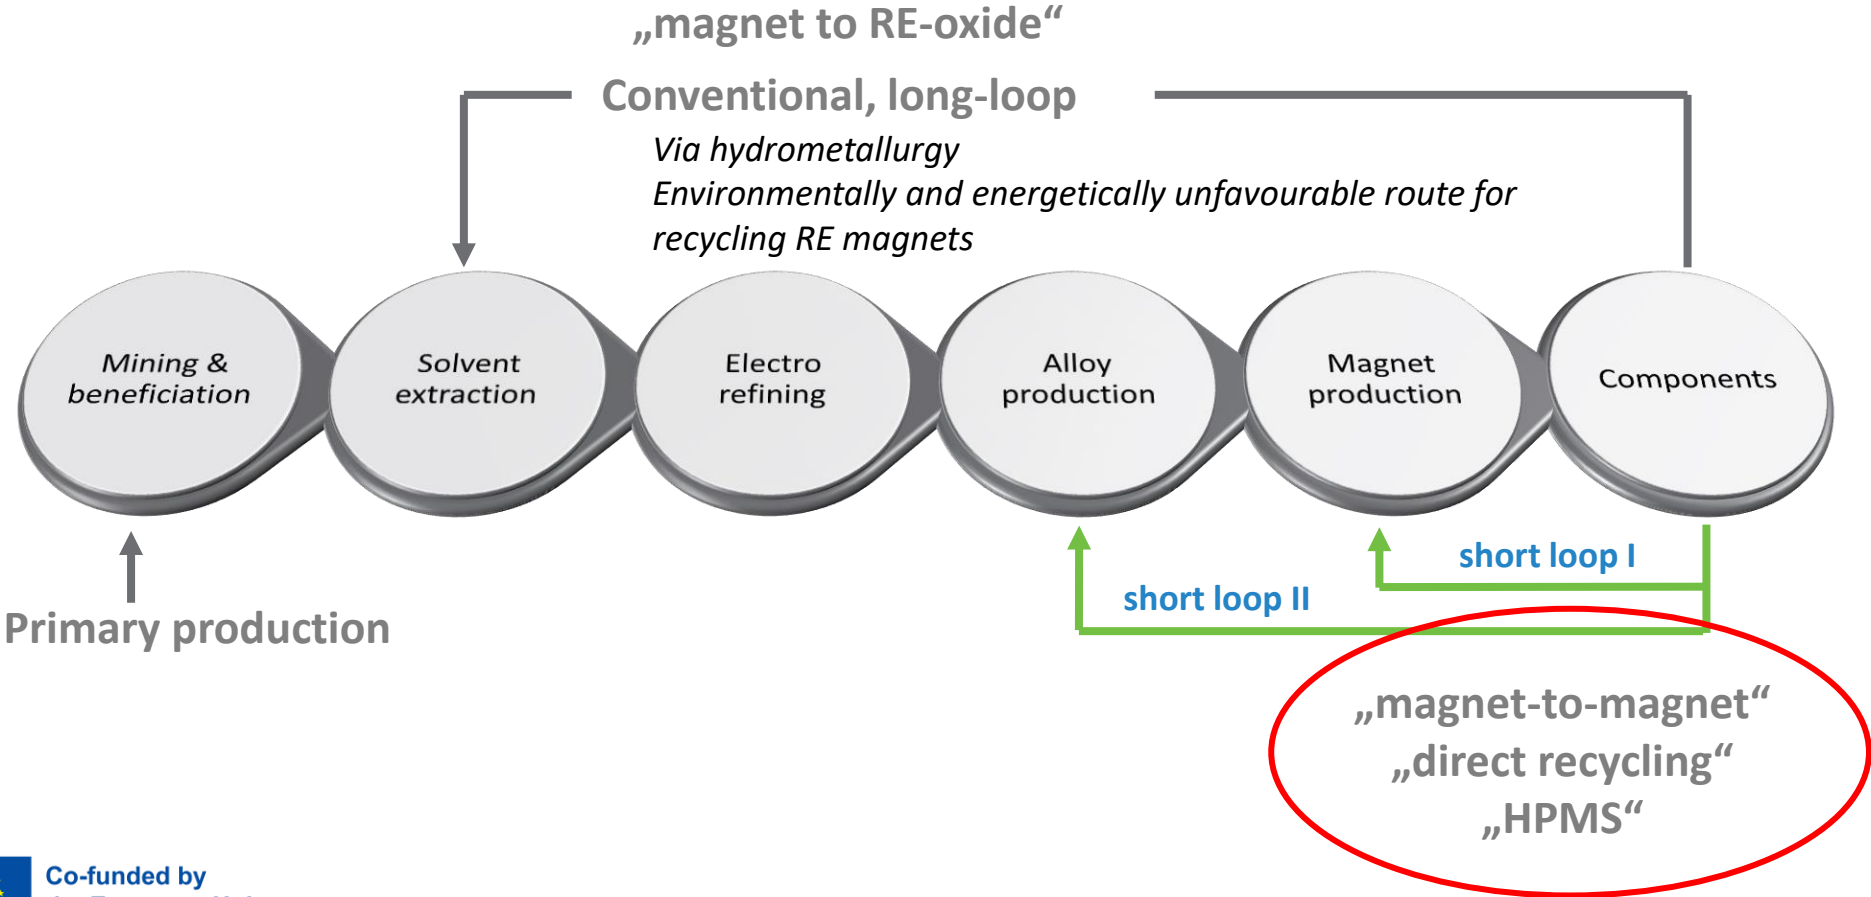 „magnet to RE-oxide“
Conventional, long-loop
Via hydrometallurgy
Environmentally and energetically unfavourable route for
recycling RE magnets
Mining &
beneficiation
Solvent
extraction
Electro
refining
Alloy
production
Magnet
production
Components
short loop I
short loop II
Primary production
„magnet-to-magnet“
„direct recycling“
„HPMS“
Co-funded by